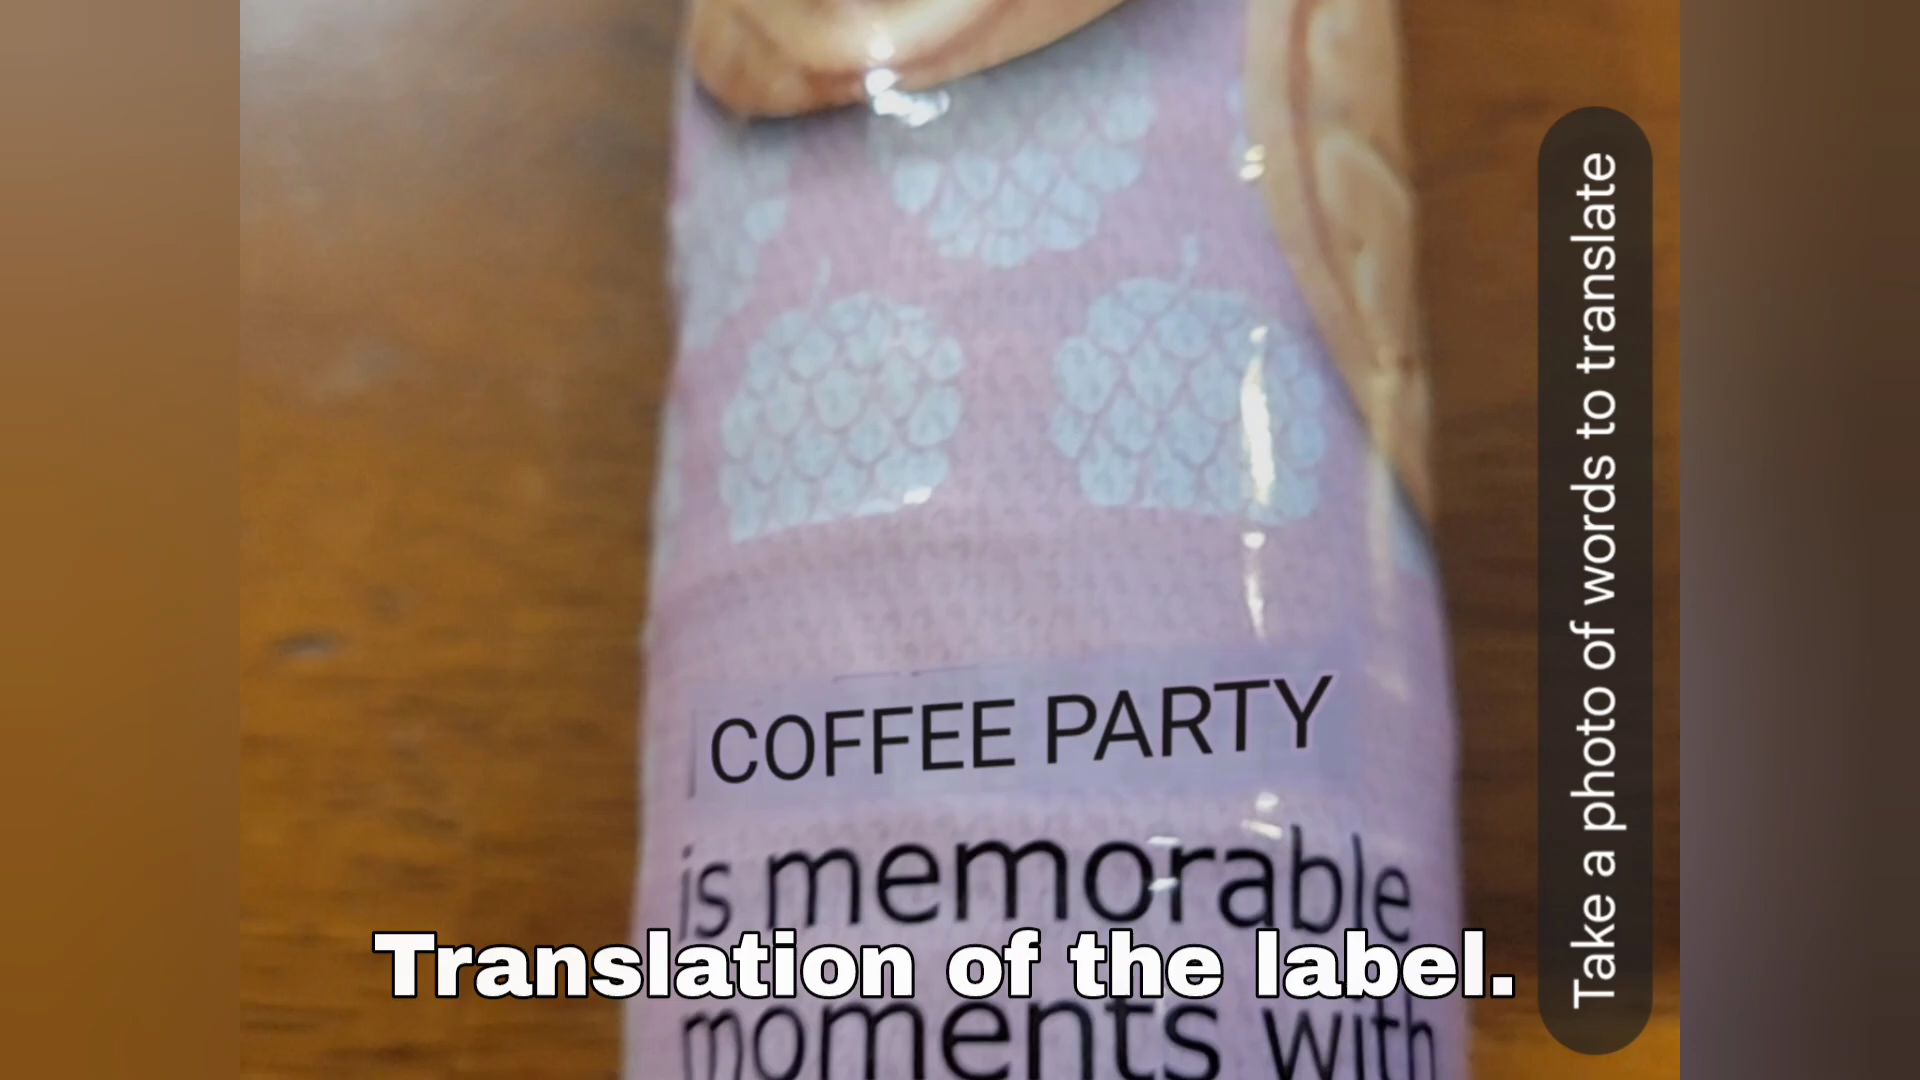 COFFEE PARTY
is memorable
moments with
Translation of the label.
Take a photo of words to translate